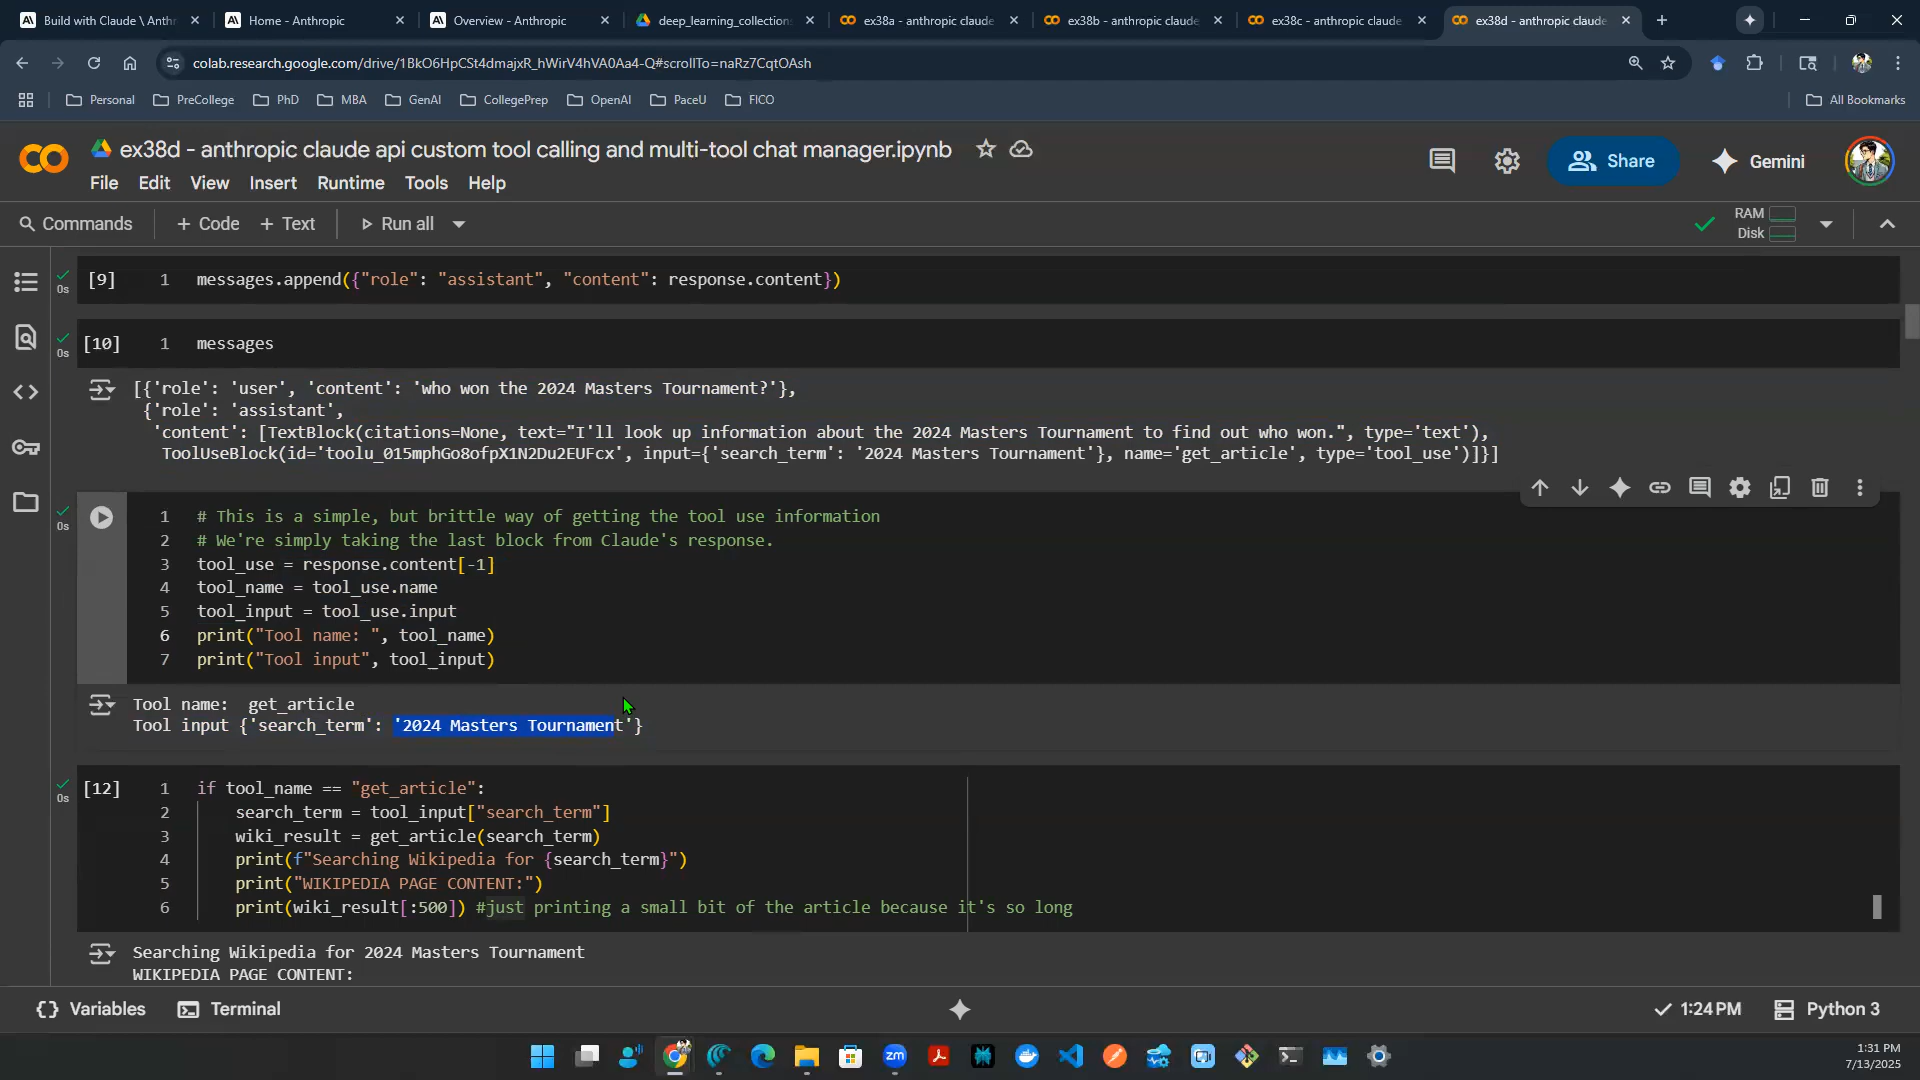 Build with Claude \ Anthr
Home - Anthropic
Overview - Anthropic
deep_learning_collections
ex38a - anthropic claude
ex38b - anthropic claude
ex38c - anthropic claude
ex38d - anthropic claude
colab.research.google.com/drive/1BkO6HpCSt4dmajxR_hWirV4hVA0Aa4-Q#scrollTo=naRz7CqtOAsh
Personal
PreCollege
PhD
MBA
GenAI
CollegePrep
OpenAI
PaceU
FICO
All Bookmarks
ex38d - anthropic claude api custom tool calling and multi-tool chat manager.ipynb
Share
Gemini
File Edit View Insert Runtime Tools Help
Commands + Code + Text Run all
RAM
Disk
0s [9] 1 messages.append({"role": "assistant", "content": response.content})
0s [10] 1 messages
[{'role': 'user', 'content': 'who won the 2024 Masters Tournament?'},
{'role': 'assistant',
'content': [TextBlock(citations=None, text="I'll look up information about the 2024 Masters Tournament to find out who won.", type='text'),
ToolUseBlock(id='toolu_015mphGo8ofpX1N2Du2EUFcx', input={'search_term': '2024 Masters Tournament'}, name='get_article', type='tool_use')]}]
0s
1 # This is a simple, but brittle way of getting the tool use information
2 # We're simply taking the last block from Claude's response.
3 tool_use = response.content[-1]
4 tool_name = tool_use.name
5 tool_input = tool_use.input
6 print("Tool name: ", tool_name)
7 print("Tool input", tool_input)
Tool name:  get_article
Tool input {'search_term': '2024 Masters Tournament'}
0s [12] 1 if tool_name == "get_article":
2 search_term = tool_input["search_term"]
3 wiki_result = get_article(search_term)
4 print(f"Searching Wikipedia for {search_term}")
5 print("WIKIPEDIA PAGE CONTENT:")
6 print(wiki_result[:500]) #just printing a small bit of the article because it's so long
Searching Wikipedia for 2024 Masters Tournament
WIKIPEDIA PAGE CONTENT:
Variables
Terminal
1:24 PM
Python 3
1:31 PM
7/13/2025